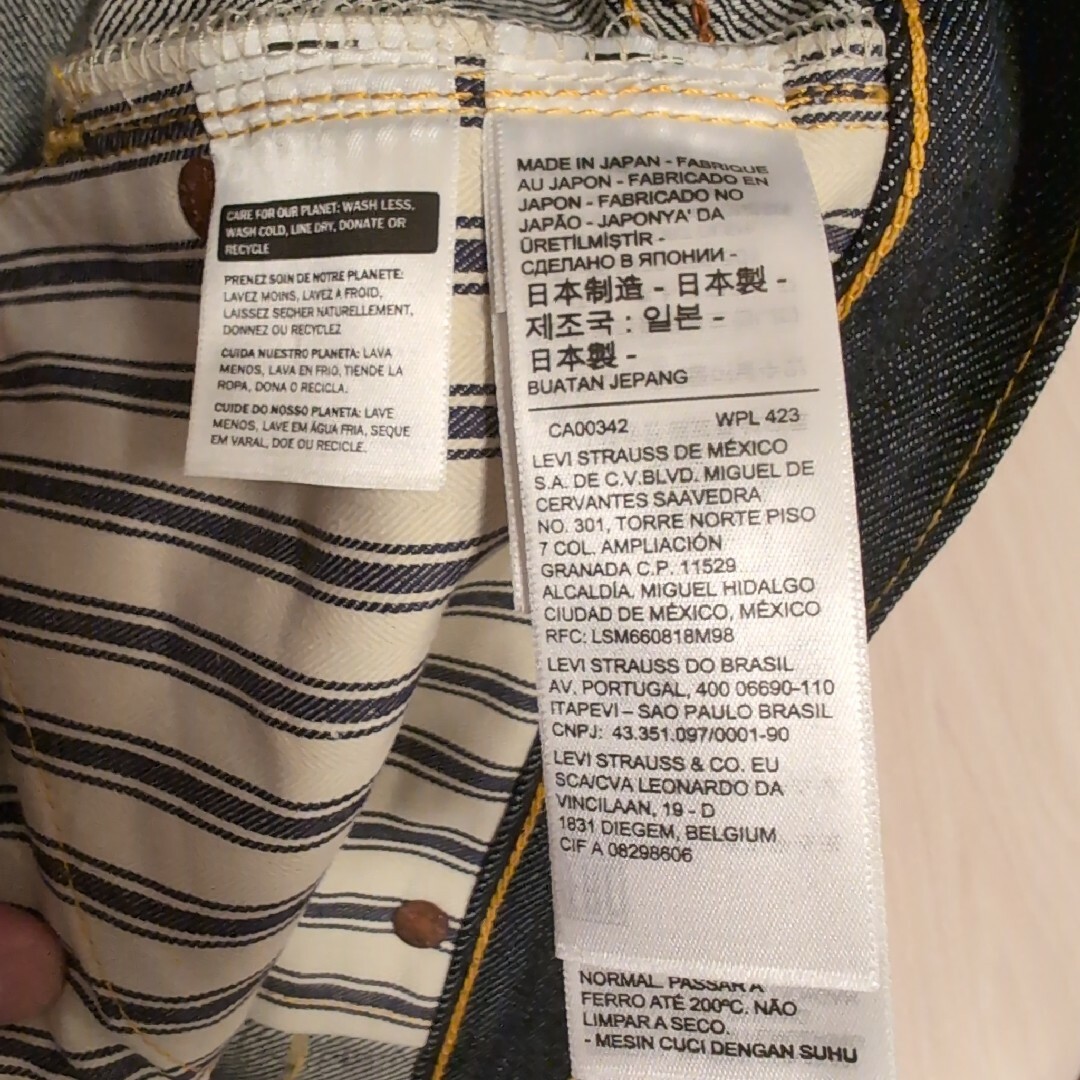 CARE FOR OUR PLANET: WASH LESS,
WASH COLD, LINE DRY, DONATE OR
RECYCLE
PRENEZ SOIN DE NOTRE PLANETE:
LAVEZ MOINS, LAVEZ A FROID,
LAISSEZ SECHER NATURELLEMENT,
DONNEZ OU RECYCLEZ
CUIDA NUESTRO PLANETA: LAVA
MENOS, LAVA EN FRIO, TIENDE LA
ROPA, DONA O RECICLA.
CUIDE DO NOSSO PLANETA: LAVE
MENOS, LAVE EM ÁGUA FRIA, SEQUE
EM VARAL, DOE OU RECICLE.
MADE IN JAPAN - FABRIQUE
AU JAPON - FABRICADO EN
JAPON - FABRICADO NO
JAPÃO - JAPONYA' DA
ÜRETİLMİŞTİR -
СДЕЛАНО В ЯПОНИИ -
日本制造 - 日本製 -
제조국 : 일본 -
日本製 -
BUATAN JEPANG
CA00342 WPL 423
LEVI STRAUSS DE MÉXICO
S.A. DE C.V.BLVD. MIGUEL DE
CERVANTES SAAVEDRA
NO. 301, TORRE NORTE PISO
7 COL. AMPLIACIÓN
GRANADA C.P. 11529
ALCALDÍA. MIGUEL HIDALGO
CIUDAD DE MÉXICO, MÉXICO
RFC: LSM660818M98
LEVI STRAUSS DO BRASIL
AV. PORTUGAL, 400 06690-110
ITAPEVI – SAO PAULO BRASIL
CNPJ: 43.351.097/0001-90
LEVI STRAUSS & CO. EU
SCA/CVA LEONARDO DA
VINCILAAN, 19 - D
1831 DIEGEM, BELGIUM
CIF A 08298606
NORMAL. PASSAR A
FERRO ATÉ 200ºC. NÃO
LIMPAR A SECO.
- MESIN CUCI DENGAN SUHU